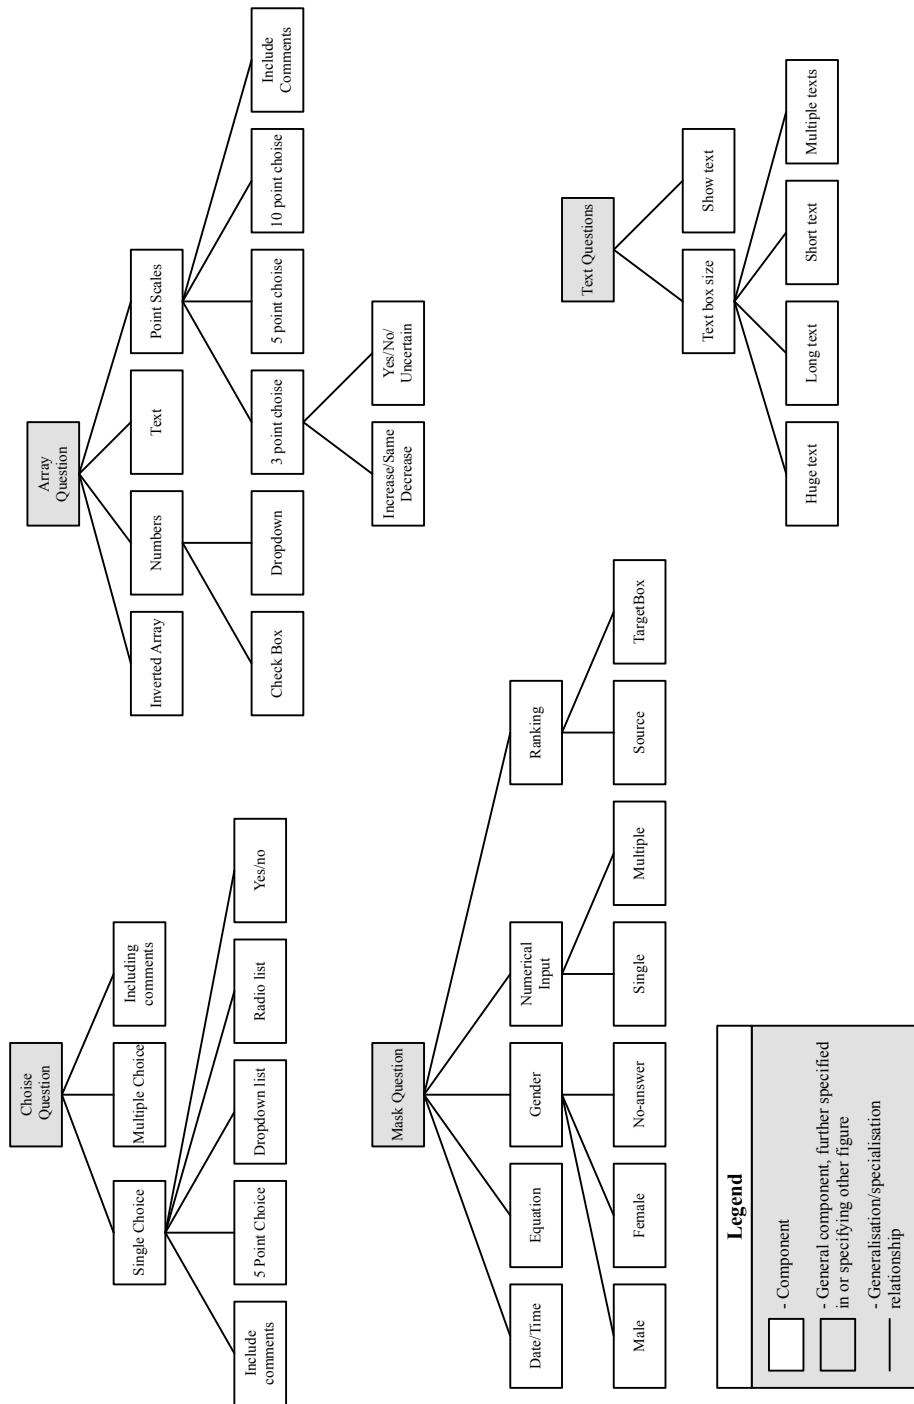 Choise
Question
Single Choice
Multiple Choice
Including
comments
Include
comments
5 Point Choice
Dropdown list
Radio list
Yes/no
Array
Question
Inverted Array
Numbers
Text
Point Scales
Check Box
Dropdown
3 point choise
5 point choise
10 point choise
Include
Comments
Increase/Same
Decrease
Yes/No/
Uncertain
Mask Question
Date/Time
Equation
Gender
Numerical
Input
Ranking
Male
Female
No-answer
Single
Multiple
Source
TargetBox
Text Questions
Text box size
Show text
Huge text
Long text
Short text
Multiple texts
Legend
- Component
- General component, further specified
in or specifying other figure
- Generalisation/specialisation
relationship